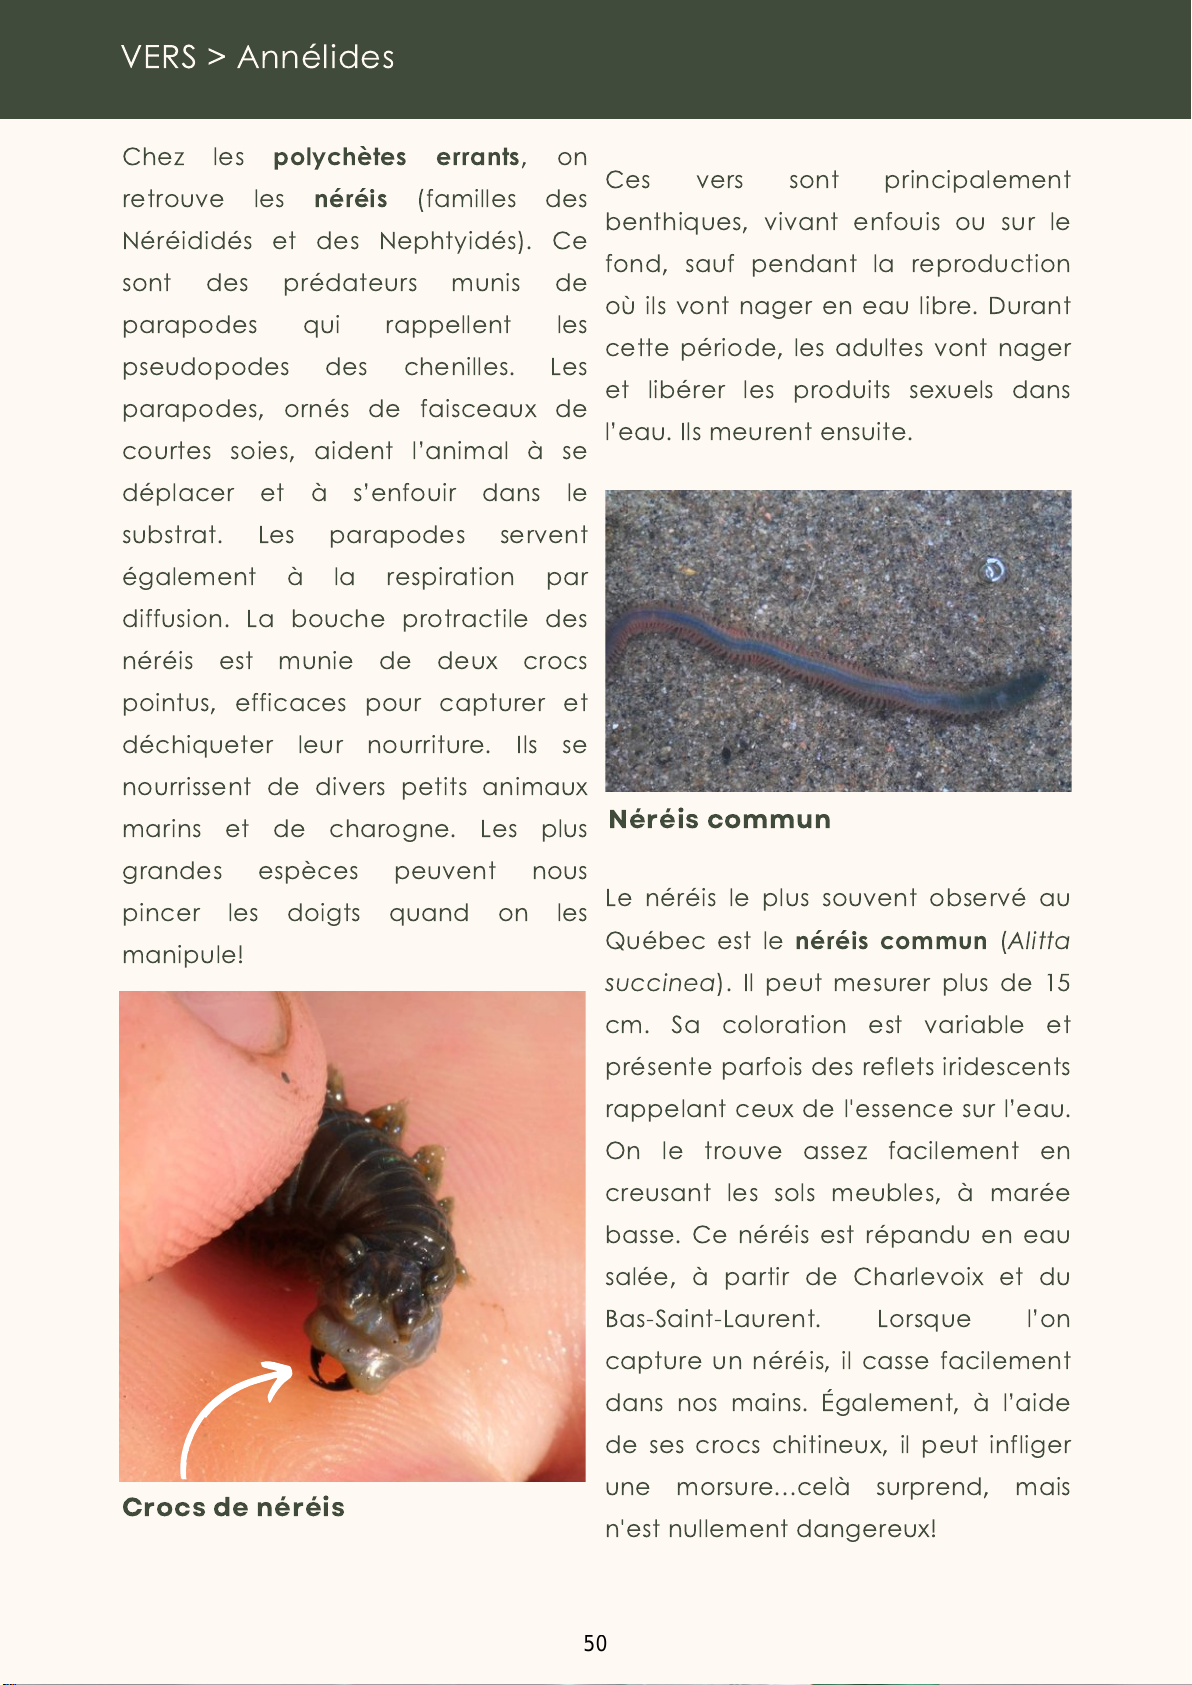 VERS > Annélides
Chez les polychètes errants, on
retrouve les néréis (familles des
Néréididés et des Nephtyidés). Ce
sont des prédateurs munis de
parapodes qui rappellent les
pseudopodes des chenilles. Les
parapodes, ornés de faisceaux de
courtes soies, aident l’animal à se
déplacer et à s’enfouir dans le
substrat. Les parapodes servent
également à la respiration par
diffusion. La bouche protractile des
néréis est munie de deux crocs
pointus, efficaces pour capturer et
déchiqueter leur nourriture. Ils se
nourrissent de divers petits animaux
marins et de charogne. Les plus
grandes espèces peuvent nous
pincer les doigts quand on les
manipule!
Crocs de néréis
Ces vers sont principalement
benthiques, vivant enfouis ou sur le
fond, sauf pendant la reproduction
où ils vont nager en eau libre. Durant
cette période, les adultes vont nager
et libérer les produits sexuels dans
l’eau. Ils meurent ensuite.
Néréis commun
Le néréis le plus souvent observé au
Québec est le néréis commun (Alitta
succinea). Il peut mesurer plus de 15
cm. Sa coloration est variable et
présente parfois des reflets iridescents
rappelant ceux de l'essence sur l’eau.
On le trouve assez facilement en
creusant les sols meubles, à marée
basse. Ce néréis est répandu en eau
salée, à partir de Charlevoix et du
Bas-Saint-Laurent. Lorsque l’on
capture un néréis, il casse facilement
dans nos mains. Également, à l’aide
de ses crocs chitineux, il peut infliger
une morsure...celà surprend, mais
n'est nullement dangereux!
50